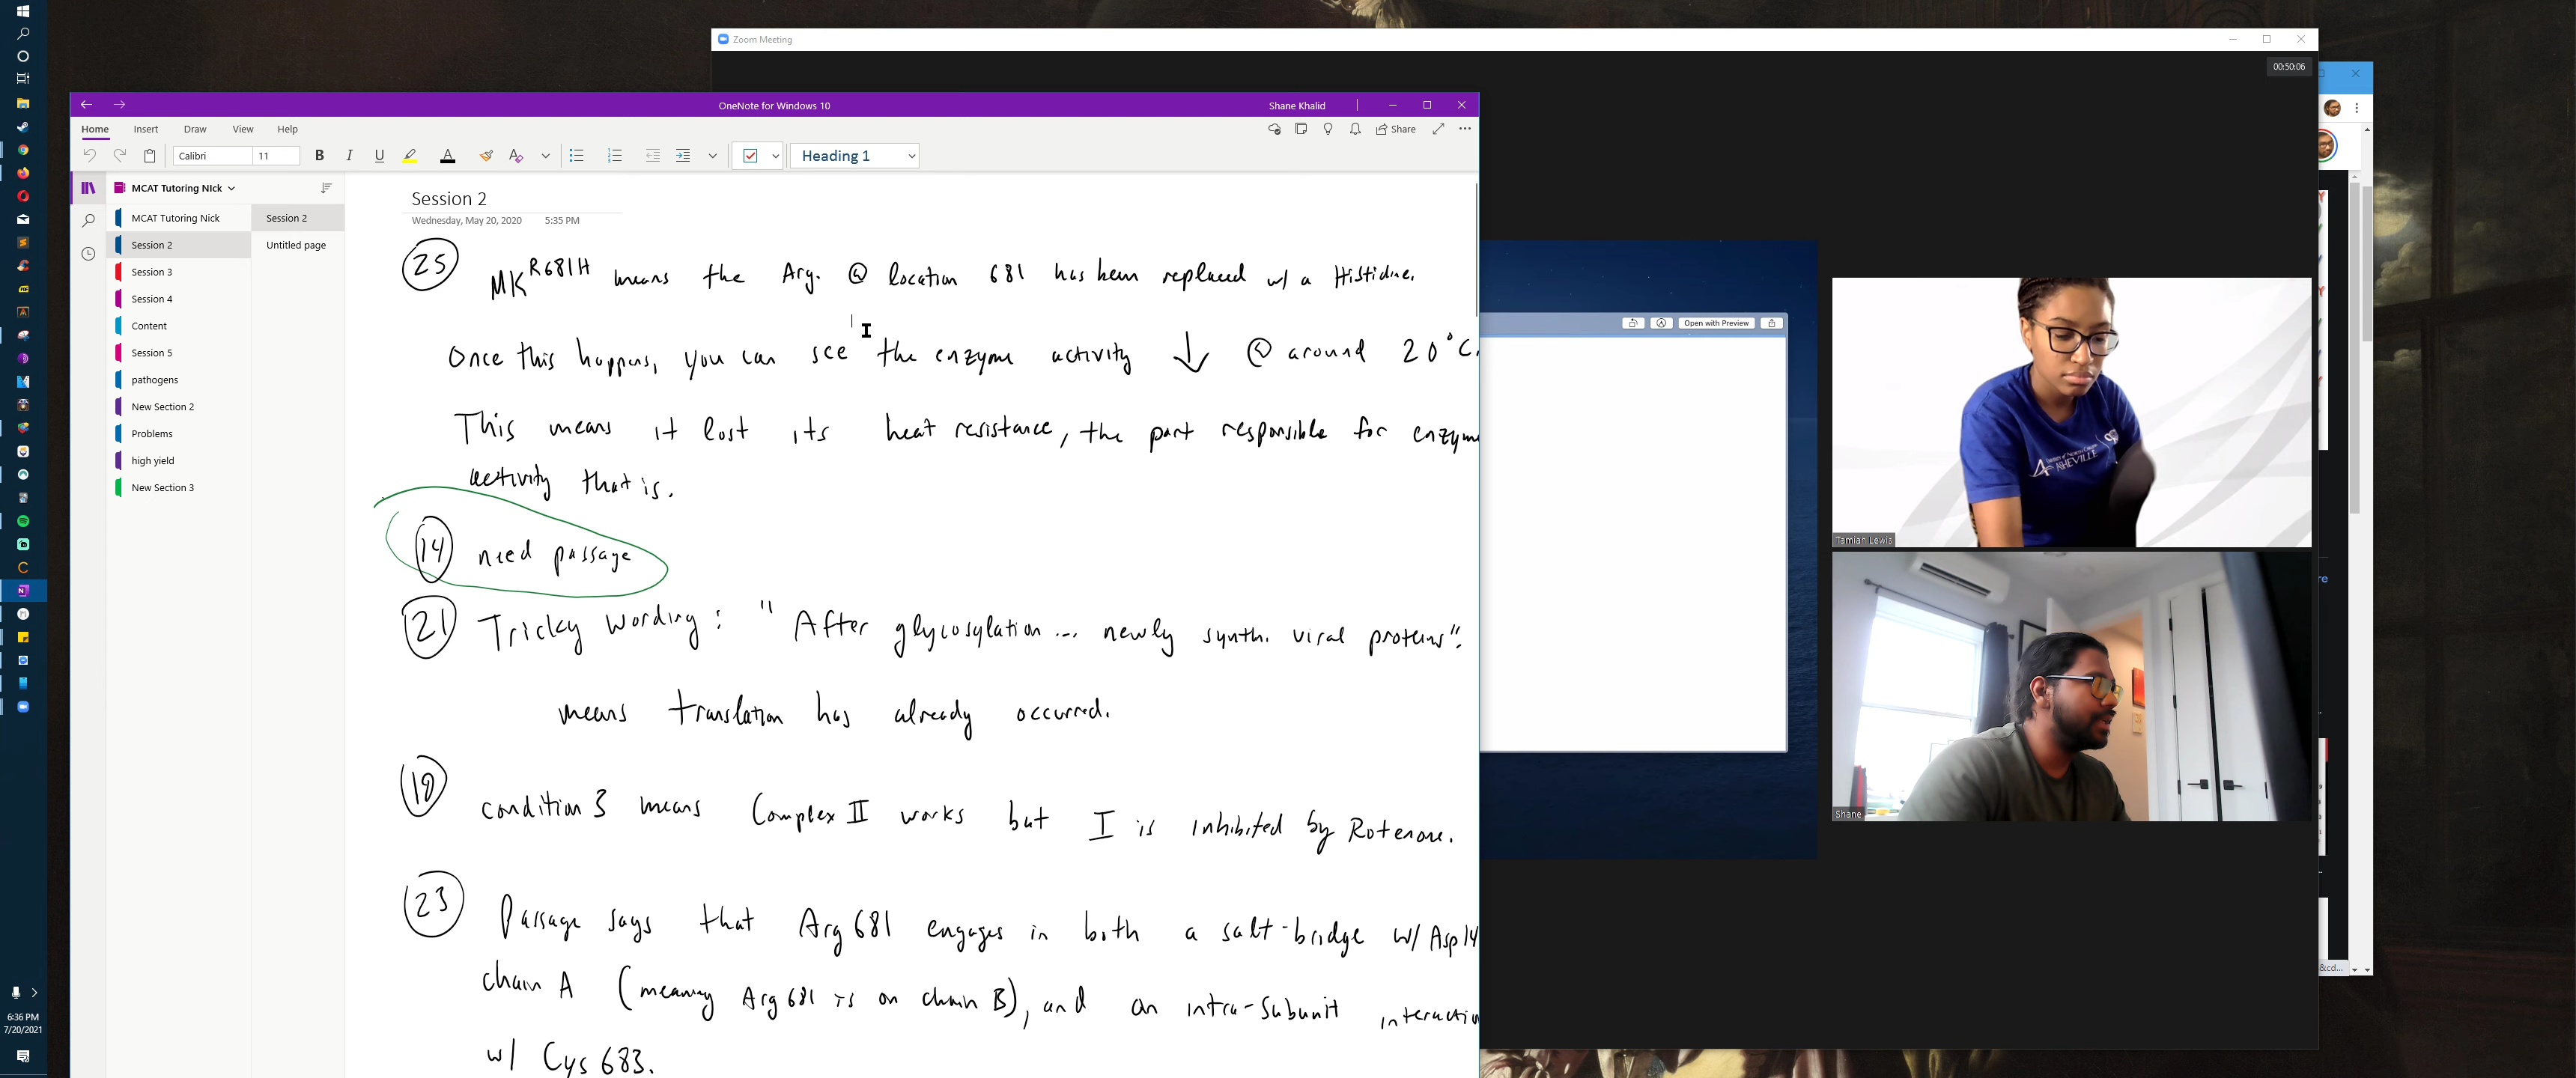 Zoom Meeting
00:50:06
OneNote for Windows 10
Shane Khalid
Home Insert Draw View Help
Share
Calibri 11 B I U A Heading 1
MCAT Tutoring NIck
MCAT Tutoring Nick
Session 2
Session 3
Session 4
Content
Session 5
pathogens
New Section 2
Problems
high yield
New Section 3
Session 2
Untitled page
Session 2
Wednesday, May 20, 2020 5:35 PM
25 MK^R681H means the Arg. @ location 681 has been replaced w/ a Histidine.
Once this happens, you can see the enzyme activity ↓ @ around 20°C.
This means it lost its heat resistance, the part responsible for enzym
activity that is.
14 need passage
21 Tricky wording: "After glycosylation... newly synth. viral proteins".
means translation has already occurred.
condition 3 means Complex II works but I is inhibited by Rotenone.
23 Passage says that Arg 681 engages in both a salt-bridge w/ Asp 14
chain A (meaning Arg 681 is on chain B), and an intra-subunit interaction
w/ Cys 683.
Open with Preview
Tamiah Lewis
UNC ASHEVILLE
Shane
re
&cd...
6:36 PM
7/20/2021